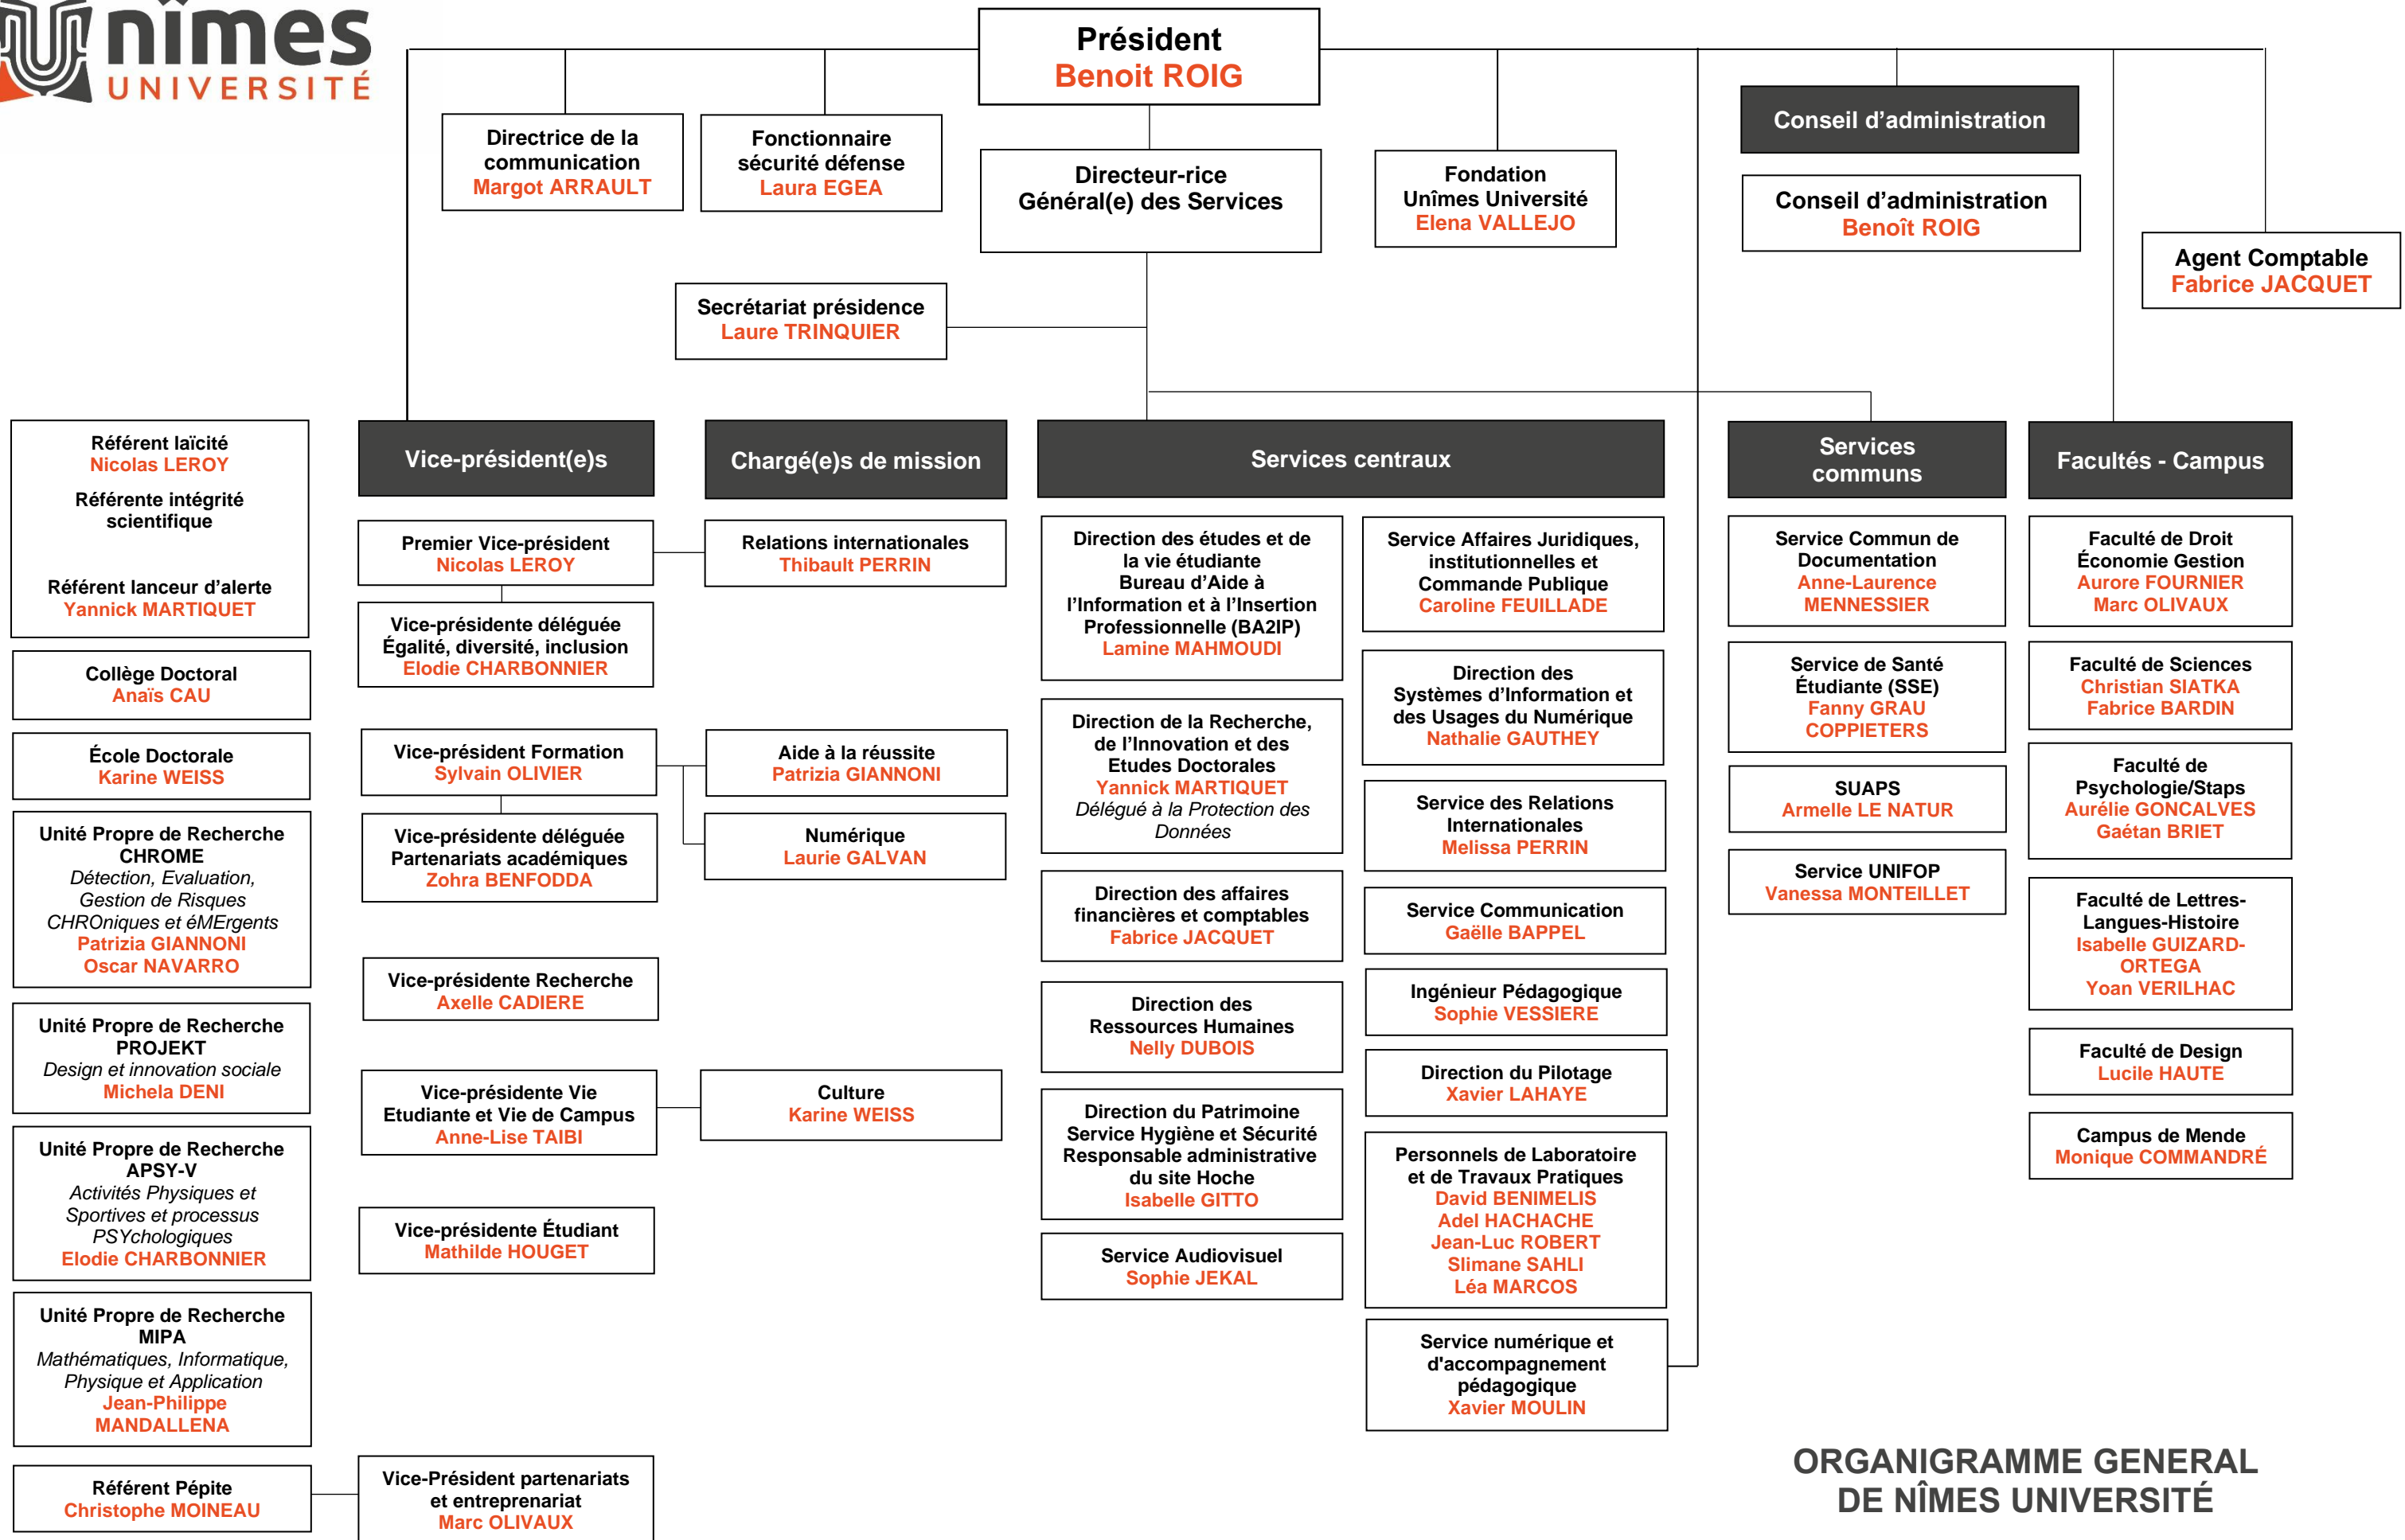 nîmes
UNIVERSITÉ
Président
Benoit ROIG
Directrice de la
communication
Margot ARRAULT
Fonctionnaire
sécurité défense
Laura EGEA
Directeur-rice
Général(e) des Services
Fondation
Unîmes Université
Elena VALLEJO
Conseil d'administration
Conseil d'administration
Benoît ROIG
Agent Comptable
Fabrice JACQUET
Secrétariat présidence
Laure TRINQUIER
Référent laïcité
Nicolas LEROY
Référente intégrité
scientifique
Référent lanceur d'alerte
Yannick MARTIQUET
Collège Doctoral
Anaïs CAU
École Doctorale
Karine WEISS
Unité Propre de Recherche
CHROME
Détection, Evaluation,
Gestion de Risques
CHROniques et éMErgents
Patrizia GIANNONI
Oscar NAVARRO
Unité Propre de Recherche
PROJEKT
Design et innovation sociale
Michela DENI
Unité Propre de Recherche
APSY-V
Activités Physiques et
Sportives et processus
PSYchologiques
Elodie CHARBONNIER
Unité Propre de Recherche
MIPA
Mathématiques, Informatique,
Physique et Application
Jean-Philippe
MANDALLENA
Référent Pépite
Christophe MOINEAU
Vice-président(e)s
Premier Vice-président
Nicolas LEROY
Vice-présidente déléguée
Égalité, diversité, inclusion
Elodie CHARBONNIER
Vice-président Formation
Sylvain OLIVIER
Vice-présidente déléguée
Partenariats académiques
Zohra BENFODDA
Vice-présidente Recherche
Axelle CADIERE
Vice-présidente Vie
Etudiante et Vie de Campus
Anne-Lise TAIBI
Vice-présidente Étudiant
Mathilde HOUGET
Vice-Président partenariats
et entreprenariat
Marc OLIVAUX
Chargé(e)s de mission
Relations internationales
Thibault PERRIN
Aide à la réussite
Patrizia GIANNONI
Numérique
Laurie GALVAN
Culture
Karine WEISS
Services centraux
Direction des études et de
la vie étudiante
Bureau d'Aide à
l'Information et à l'Insertion
Professionnelle (BA2IP)
Lamine MAHMOUDI
Direction de la Recherche,
de l'Innovation et des
Etudes Doctorales
Yannick MARTIQUET
Délégué à la Protection des
Données
Direction des affaires
financières et comptables
Fabrice JACQUET
Direction des
Ressources Humaines
Nelly DUBOIS
Direction du Patrimoine
Service Hygiène et Sécurité
Responsable administrative
du site Hoche
Isabelle GITTO
Service Audiovisuel
Sophie JEKAL
Service Affaires Juridiques,
institutionnelles et
Commande Publique
Caroline FEUILLADE
Direction des
Systèmes d'Information et
des Usages du Numérique
Nathalie GAUTHEY
Service des Relations
Internationales
Melissa PERRIN
Service Communication
Gaëlle BAPPEL
Ingénieur Pédagogique
Sophie VESSIERE
Direction du Pilotage
Xavier LAHAYE
Personnels de Laboratoire
et de Travaux Pratiques
David BENIMELIS
Adel HACHACHE
Jean-Luc ROBERT
Slimane SAHLI
Léa MARCOS
Service numérique et
d'accompagnement
pédagogique
Xavier MOULIN
Services
communs
Service Commun de
Documentation
Anne-Laurence
MENNESSIER
Service de Santé
Étudiante (SSE)
Fanny GRAU
COPPIETERS
SUAPS
Armelle LE NATUR
Service UNIFOP
Vanessa MONTEILLET
Facultés - Campus
Faculté de Droit
Économie Gestion
Aurore FOURNIER
Marc OLIVAUX
Faculté de Sciences
Christian SIATKA
Fabrice BARDIN
Faculté de
Psychologie/Staps
Aurélie GONCALVES
Gaétan BRIET
Faculté de Lettres-
Langues-Histoire
Isabelle GUIZARD-
ORTEGA
Yoan VERILHAC
Faculté de Design
Lucile HAUTE
Campus de Mende
Monique COMMANDRÉ
ORGANIGRAMME GENERAL
DE NÎMES UNIVERSITÉ